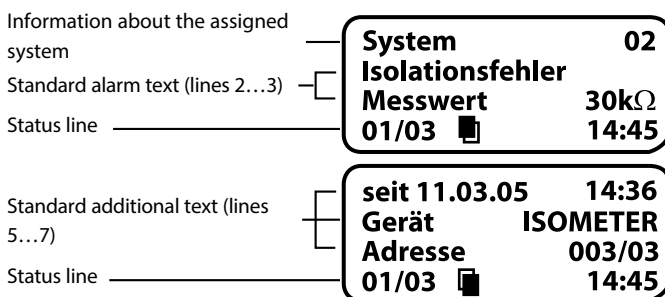 Information about the assigned
system
Standard alarm text (lines 2…3)
Status line
System 02
Isolationsfehler
Messwert 30kΩ
01/03 14:45
Standard additional text (lines
5…7)
Status line
seit 11.03.05 14:36
Gerät ISOMETER
Adresse 003/03
01/03 14:45